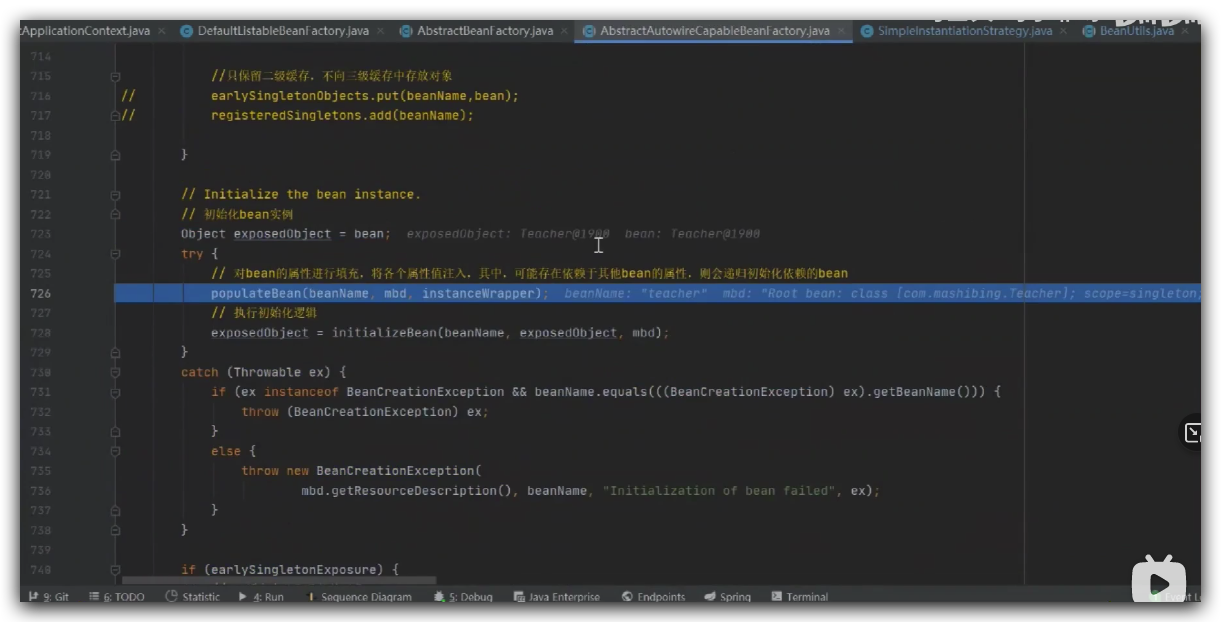 ApplicationContext.java × DefaultListableBeanFactory.java × AbstractBeanFactory.java × AbstractAutowireCapableBeanFactory.java × SimpleInstantiationStrategy.java × BeanUtils.java ×
714
715 //只保留二级缓存，不向三级缓存中存放对象
716 // earlySingletonObjects.put(beanName,bean);
717 // registeredSingletons.add(beanName);
718
719 }
720
721 // Initialize the bean instance.
722 // 初始化bean实例
723 Object exposedObject = bean; exposedObject: Teacher@1900 bean: Teacher@1900
724 try {
725 // 对bean的属性进行填充，将各个属性值注入，其中，可能存在依赖于其他bean的属性，则会递归初始化依赖的bean
726 populateBean(beanName, mbd, instanceWrapper); beanName: "teacher" mbd: "Root bean: class [com.mashibing.Teacher]; scope=singleton;
727 // 执行初始化逻辑
728 exposedObject = initializeBean(beanName, exposedObject, mbd);
729 }
730 catch (Throwable ex) {
731 if (ex instanceof BeanCreationException && beanName.equals(((BeanCreationException) ex).getBeanName())) {
732 throw (BeanCreationException) ex;
733 }
734 else {
735 throw new BeanCreationException(
736 mbd.getResourceDescription(), beanName, "Initialization of bean failed", ex);
737 }
738 }
739
740 if (earlySingletonExposure) {
9: Git 6: TODO Statistic 4: Run Sequence Diagram 5: Debug Java Enterprise Endpoints Spring Terminal Event